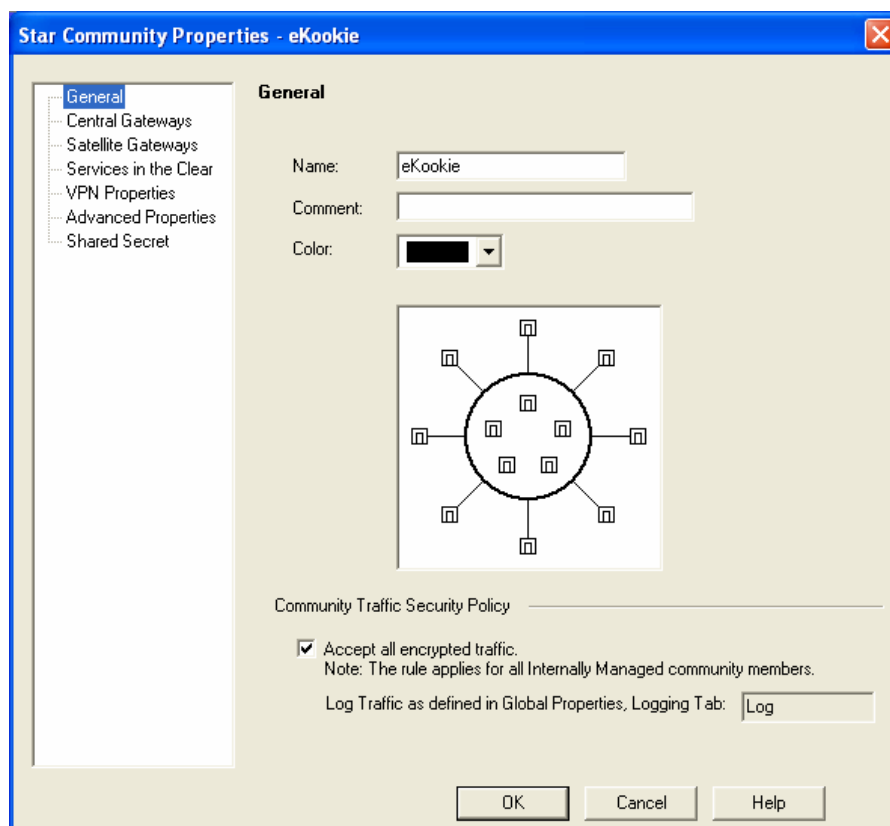 Star Community Properties - eKookie
General
Central Gateways
Satellite Gateways
Services in the Clear
VPN Properties
Advanced Properties
Shared Secret
General
Name: eKookie
Comment:
Color:
Community Traffic Security Policy
Accept all encrypted traffic.
Note: The rule applies for all Internally Managed community members.
Log Traffic as defined in Global Properties, Logging Tab: Log
OK Cancel Help